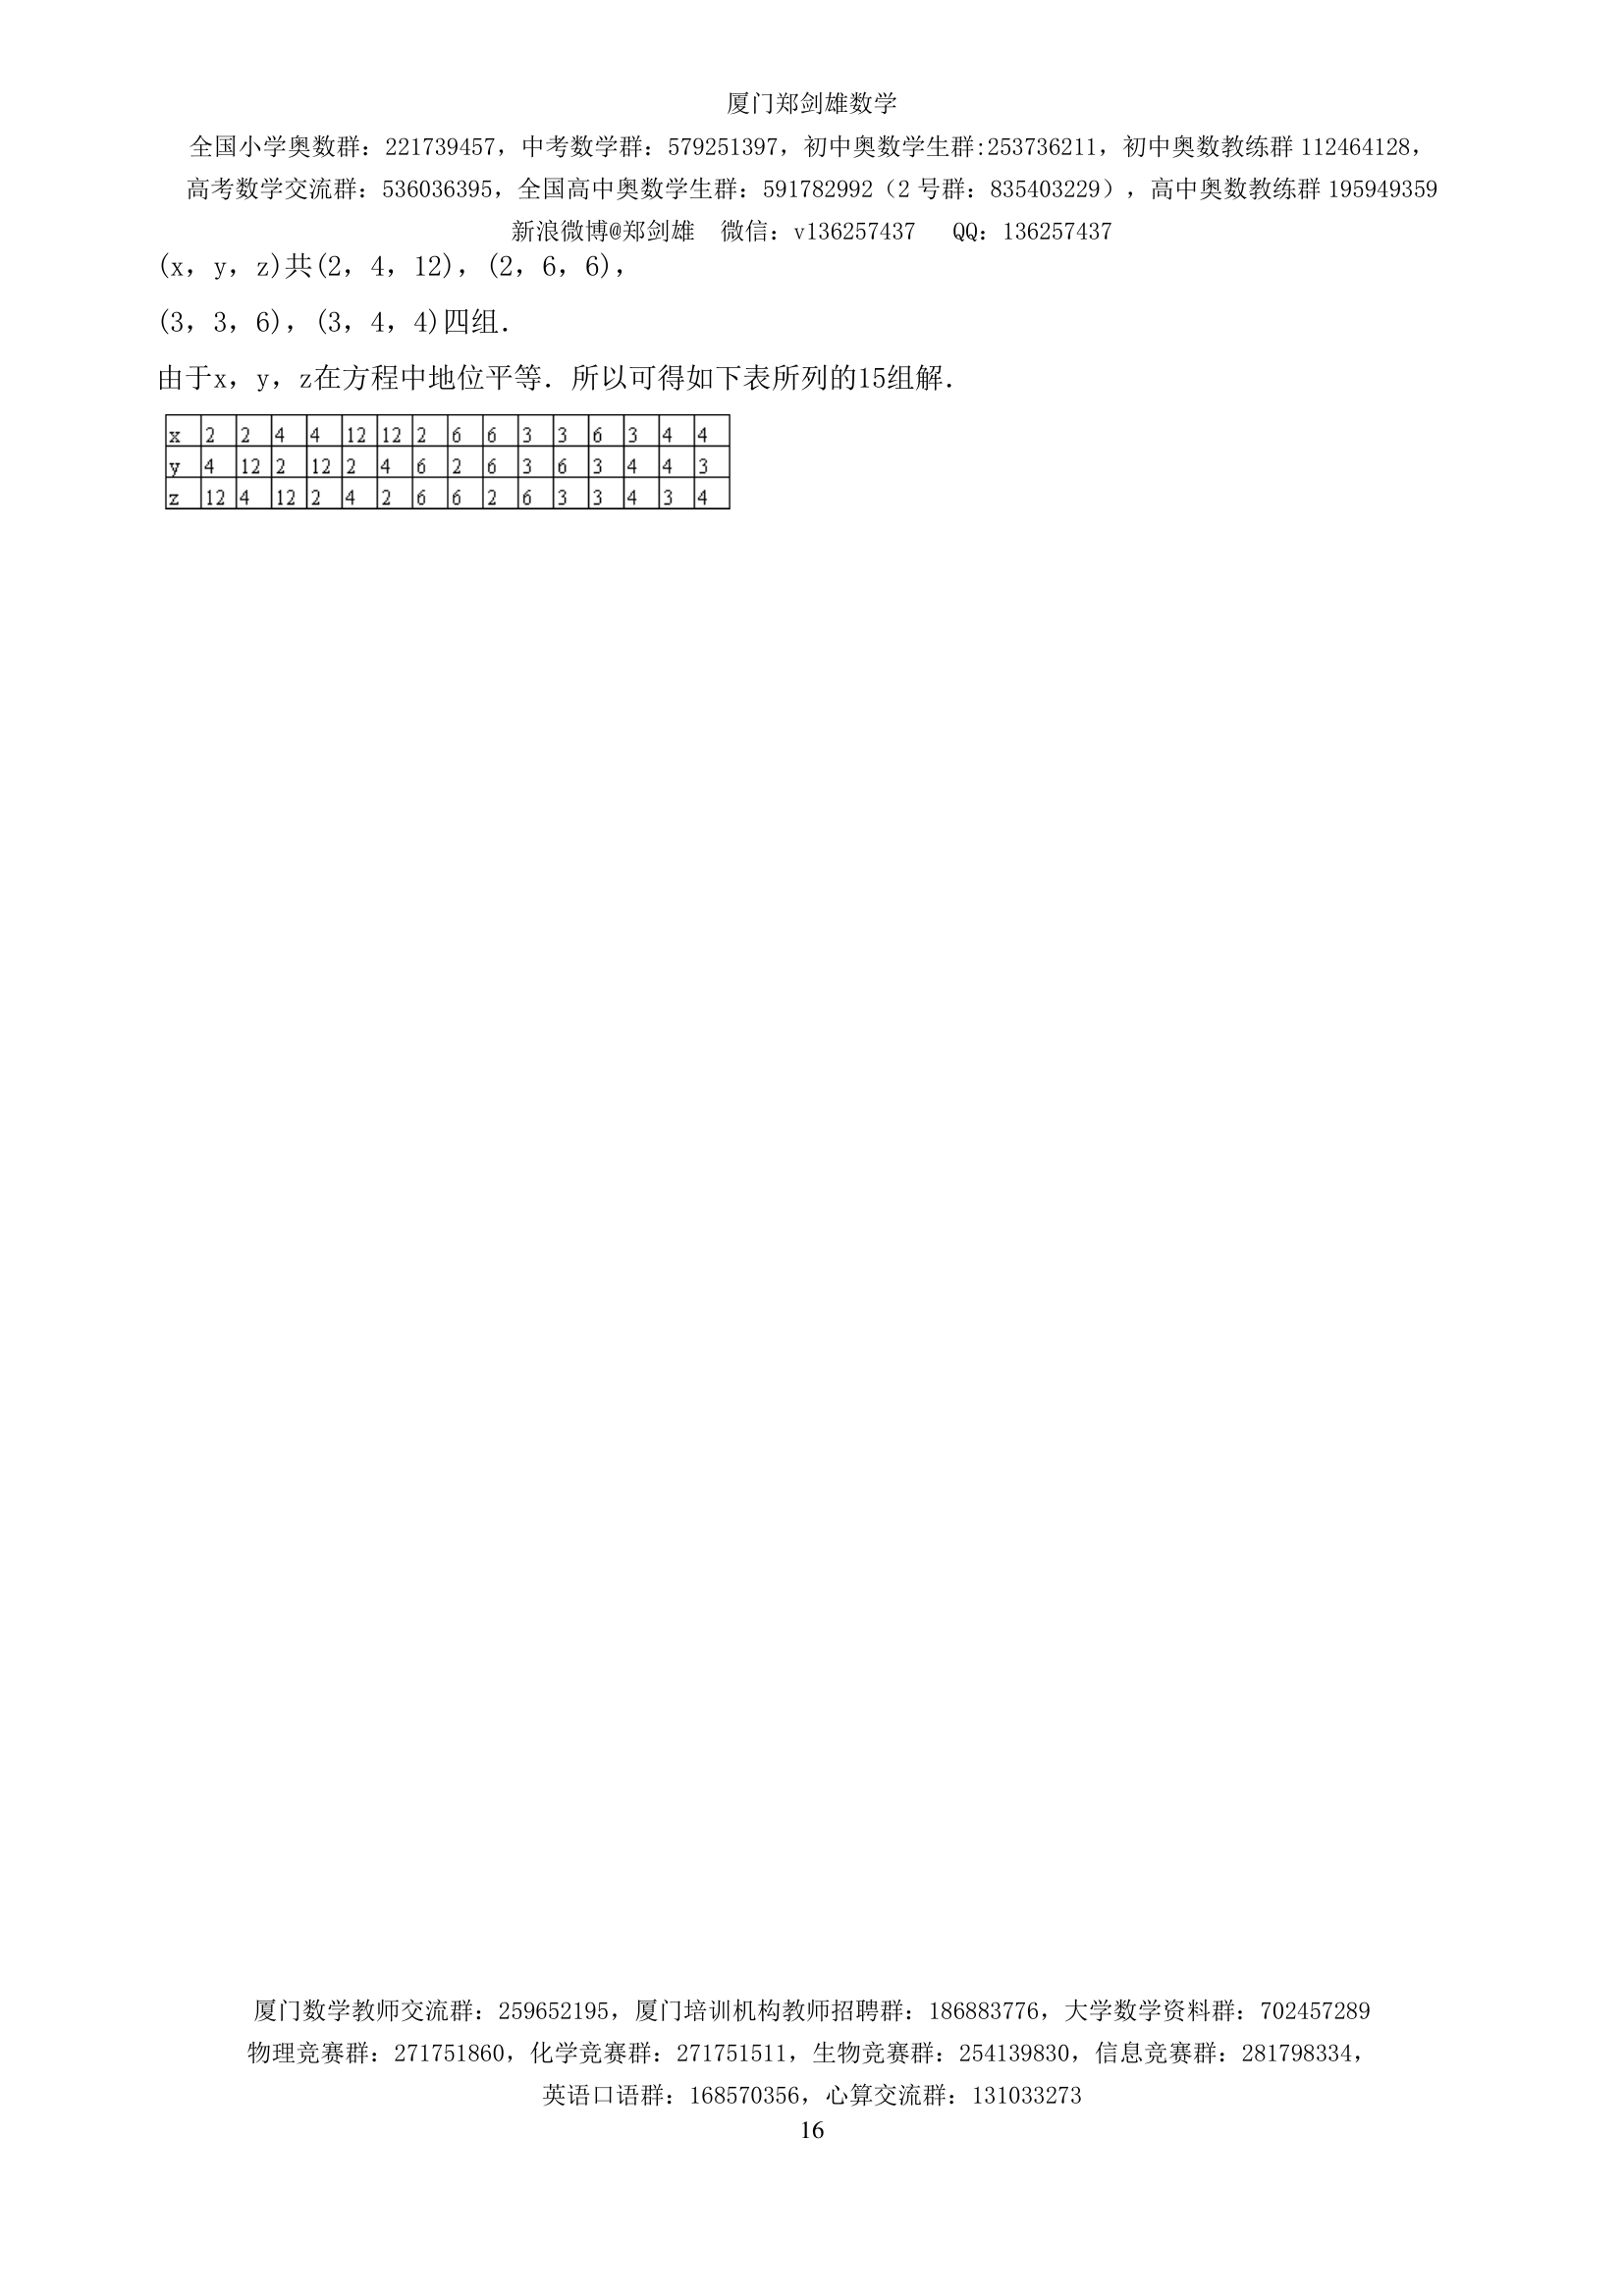 厦门郑剑雄数学
全国小学奥数群：221739457，中考数学群：579251397，初中奥数学生群:253736211，初中奥数教练群 112464128，
高考数学交流群：536036395，全国高中奥数学生群：591782992（2 号群：835403229），高中奥数教练群 195949359
新浪微博@郑剑雄 微信：v136257437 QQ：136257437
(x，y，z)共(2，4，12)，(2，6，6)，
(3，3，6)，(3，4，4)四组．
由于x，y，z在方程中地位平等．所以可得如下表所列的15组解．
x 2 2 4 4 12 12 2 6 6 3 3 6 3 4 4
y 4 12 2 12 2 4 6 2 6 3 6 3 4 4 3
z 12 4 12 2 4 2 6 6 2 6 3 3 4 3 4
厦门数学教师交流群：259652195，厦门培训机构教师招聘群：186883776，大学数学资料群：702457289
物理竞赛群：271751860，化学竞赛群：271751511，生物竞赛群：254139830，信息竞赛群：281798334，
英语口语群：168570356，心算交流群：131033273
16